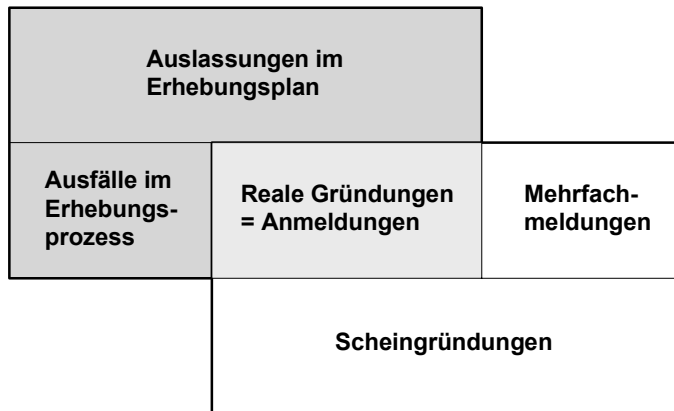 Auslassungen im
Erhebungsplan
Ausfälle im
Erhebungs-
prozess
Reale Gründungen
= Anmeldungen
Mehrfach-
meldungen
Scheingründungen